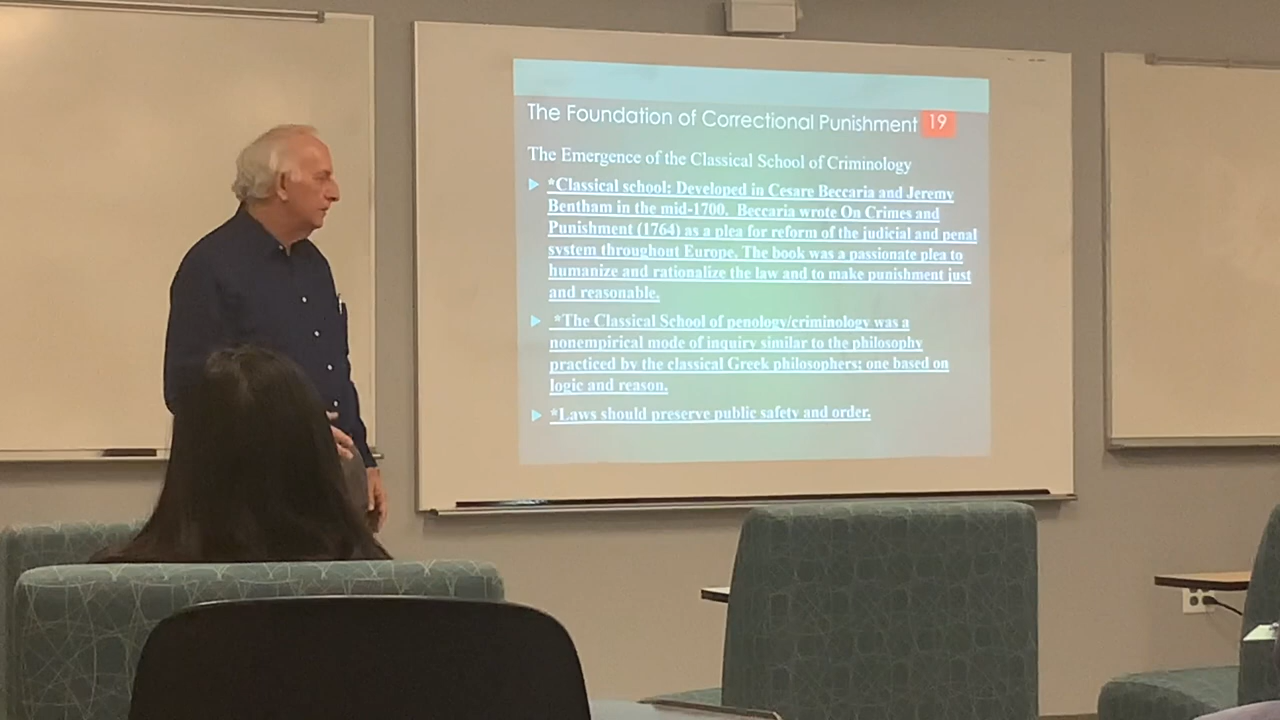 The Foundation of Correctional Punishment 19
The Emergence of the Classical School of Criminology
*Classical school: Developed in Cesare Beccaria and Jeremy
Bentham in the mid-1700. Beccaria wrote On Crimes and
Punishment (1764) as a plea for reform of the judicial and penal
system throughout Europe. The book was a passionate plea to
humanize and rationalize the law and to make punishment just
and reasonable.
*The Classical School of penology/criminology was a
nonempirical mode of inquiry similar to the philosophy
practiced by the classical Greek philosophers; one based on
logic and reason.
*Laws should preserve public safety and order.